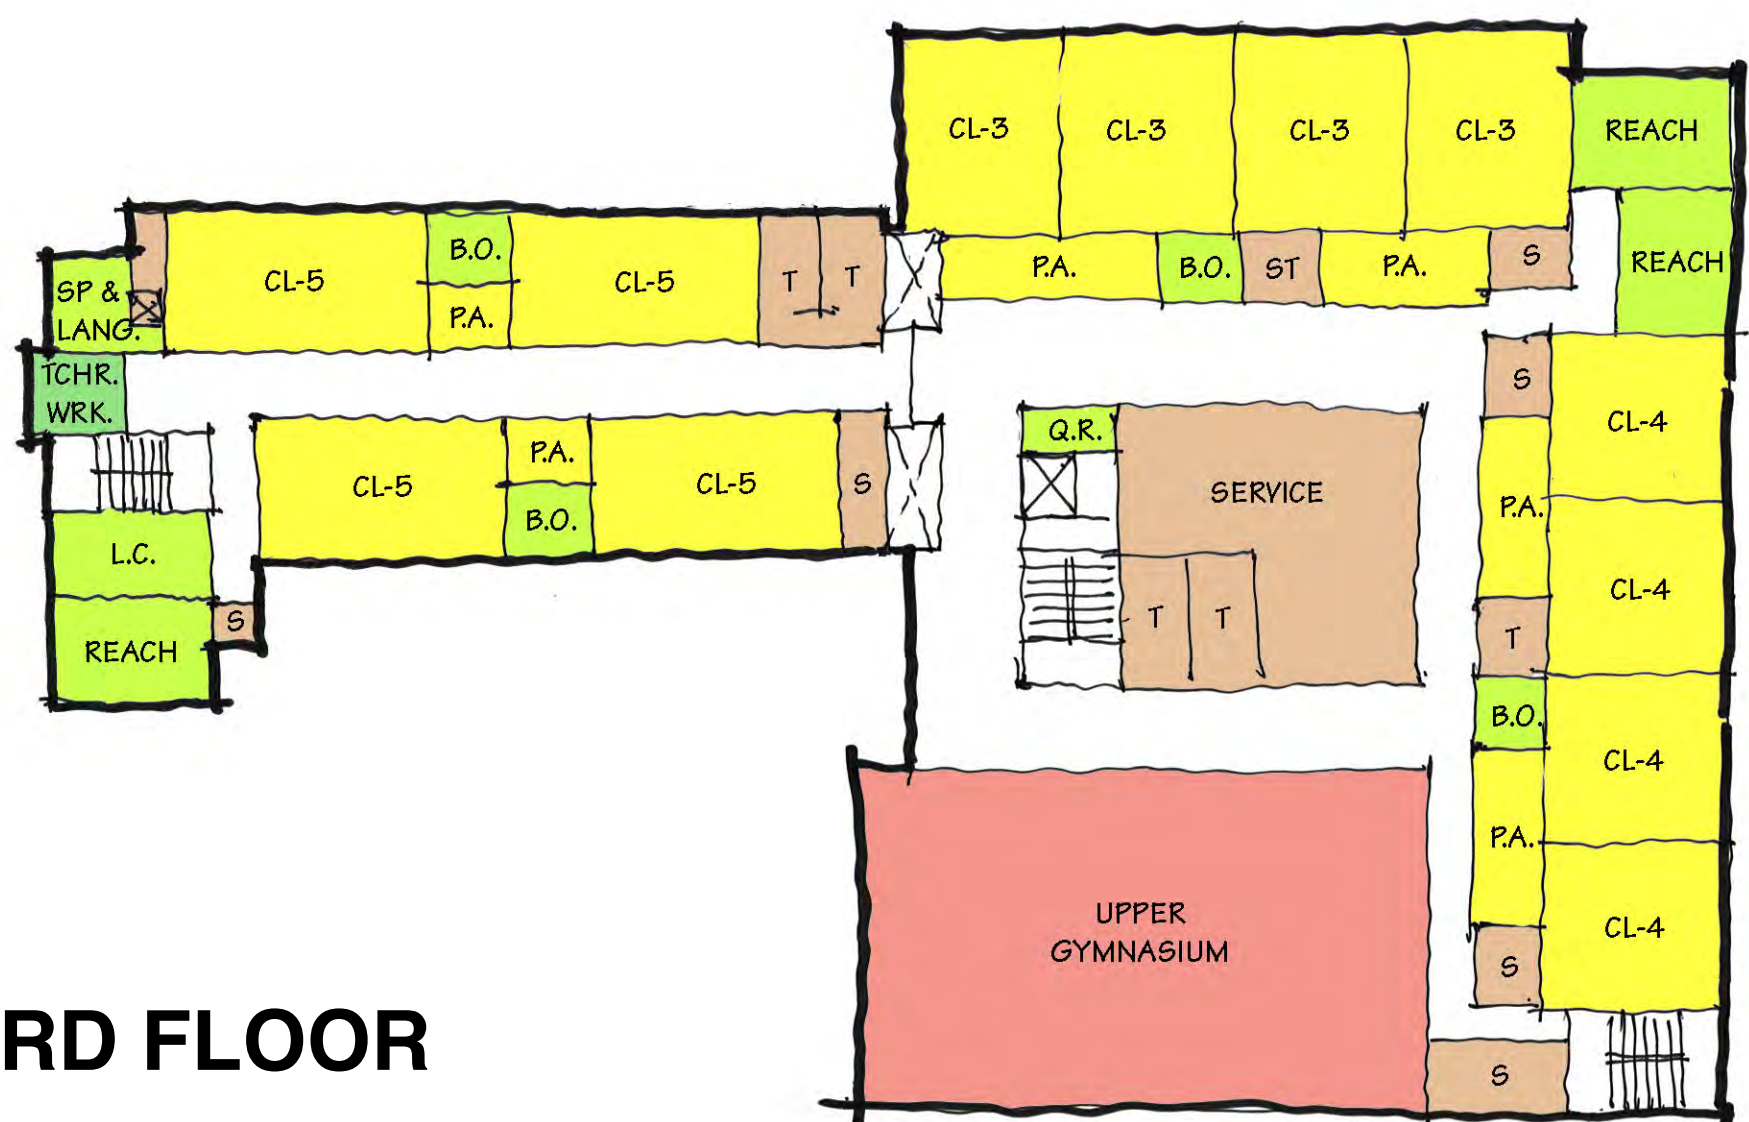 CL-3
CL-3
CL-3
CL-3
REACH
P.A.
B.O.
ST
P.A.
S
REACH
SP &
LANG.
CL-5
B.O.
P.A.
CL-5
T
T
TCHR.
WRK.
CL-5
P.A.
B.O.
CL-5
S
L.C.
REACH
S
Q.R.
SERVICE
T
T
S
CL-4
P.A.
CL-4
T
B.O.
CL-4
P.A.
CL-4
S
UPPER
GYMNASIUM
S
RD FLOOR